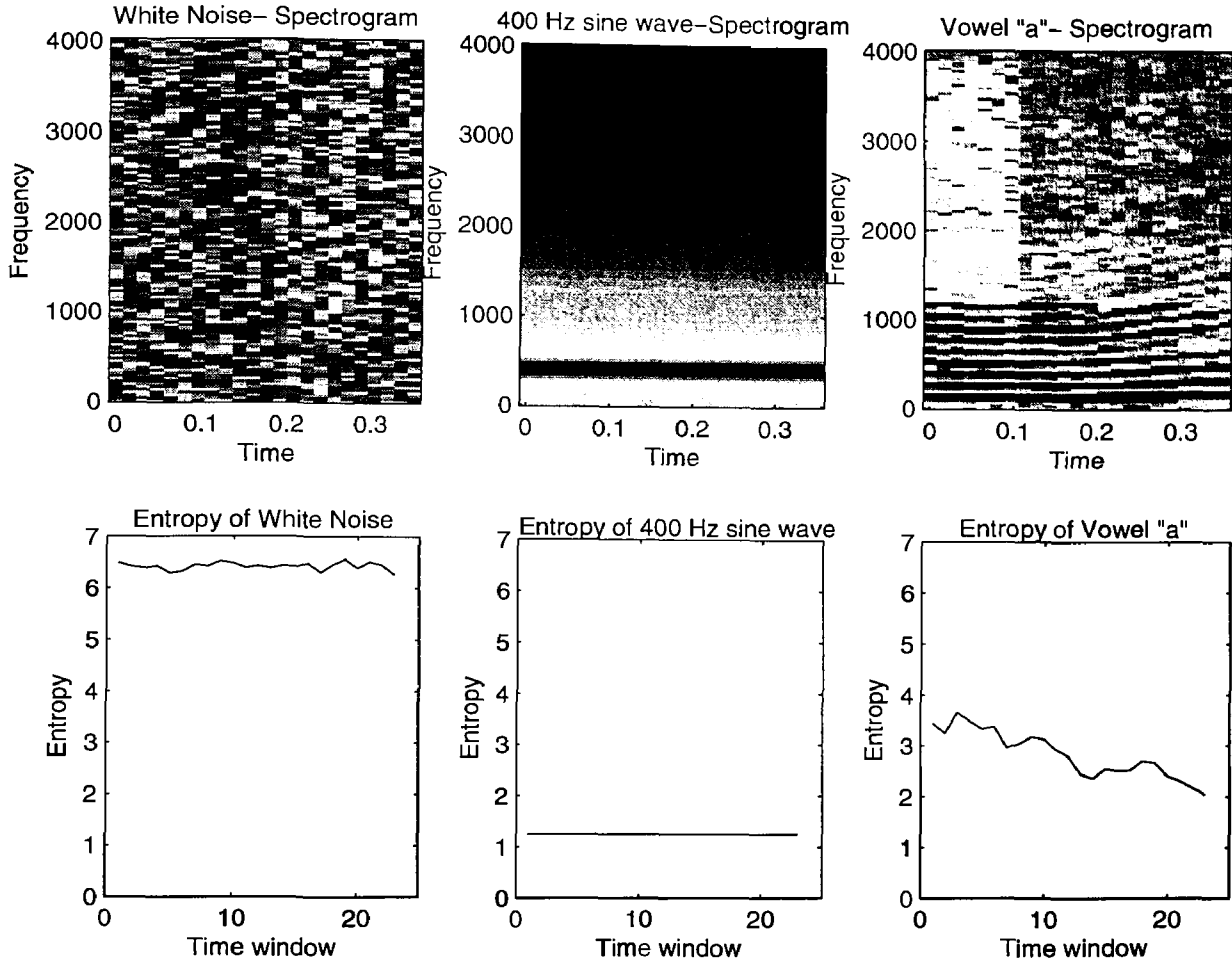 White Noise– Spectrogram
4000
3000
2000
1000
0
Frequency
0 0.1 0.2 0.3
Time
400 Hz sine wave–Spectrogram
4000
3000
2000
1000
0
Frequency
0 0.1 0.2 0.3
Time
Vowel "a"– Spectrogram
4000
3000
2000
1000
0
Frequency
0 0.1 0.2 0.3
Time
Entropy of White Noise
7
6
5
4
3
2
1
0
Entropy
0 10 20
Time window
Entropy of 400 Hz sine wave
7
6
5
4
3
2
1
0
Entropy
0 10 20
Time window
Entropy of Vowel "a"
7
6
5
4
3
2
1
0
Entropy
0 10 20
Time window